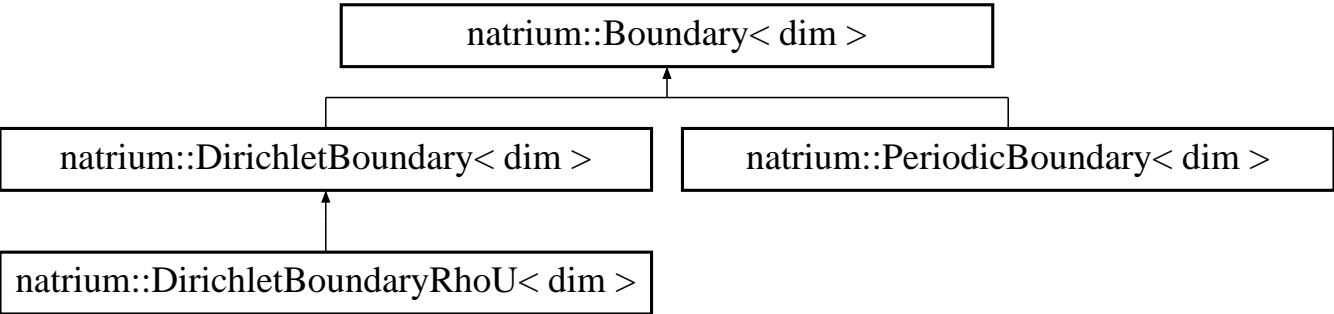 natrium::Boundary< dim >
natrium::DirichletBoundary< dim >
natrium::PeriodicBoundary< dim >
natrium::DirichletBoundaryRhoU< dim >